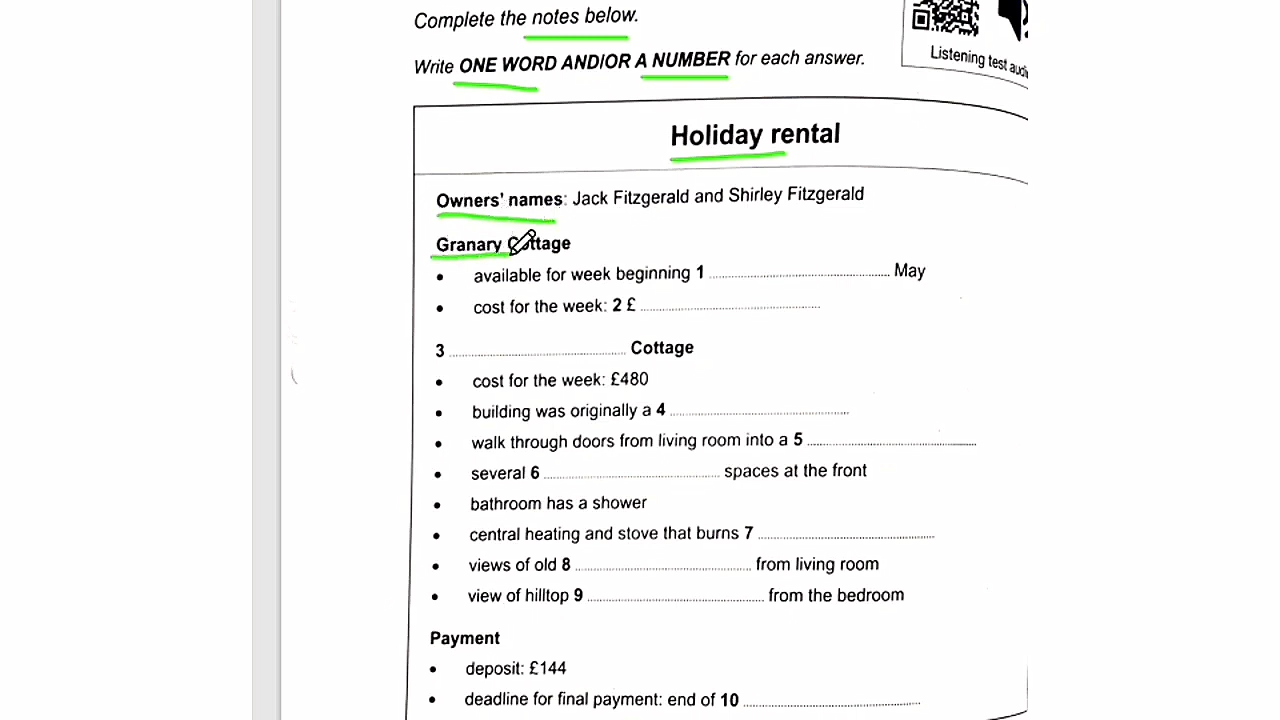 Complete the notes below.
Write ONE WORD AND/OR A NUMBER for each answer.
Listening test audio
Holiday rental
Owners' names: Jack Fitzgerald and Shirley Fitzgerald
Granary Cottage
• available for week beginning 1 .................... May
• cost for the week: 2 £ ....................
3 .................... Cottage
• cost for the week: £480
• building was originally a 4 ....................
• walk through doors from living room into a 5 ....................
• several 6 .................... spaces at the front
• bathroom has a shower
• central heating and stove that burns 7 ....................
• views of old 8 .................... from living room
• view of hilltop 9 .................... from the bedroom
Payment
• deposit: £144
• deadline for final payment: end of 10 ....................